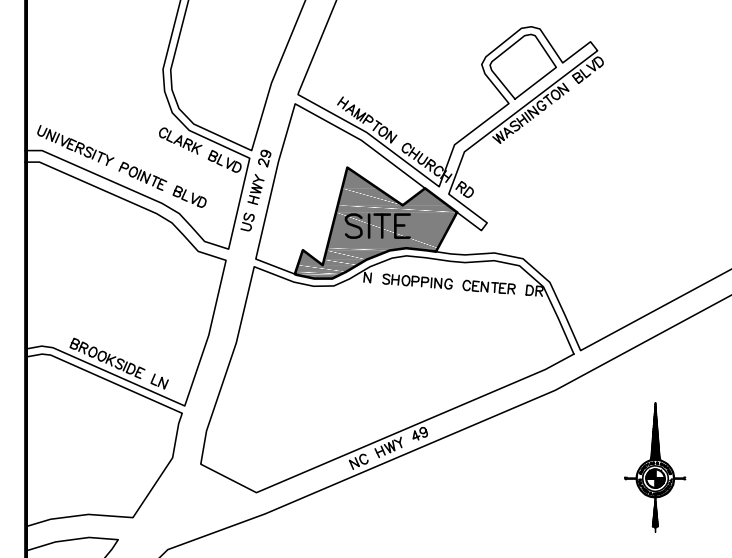 HAMPTON CHURCH RD
WASHINGTON BLVD
CLARK BLVD
UNIVERSITY POINTE BLVD
US HWY 29
SITE
N SHOPPING CENTER DR
BROOKSIDE LN
NC HWY 49